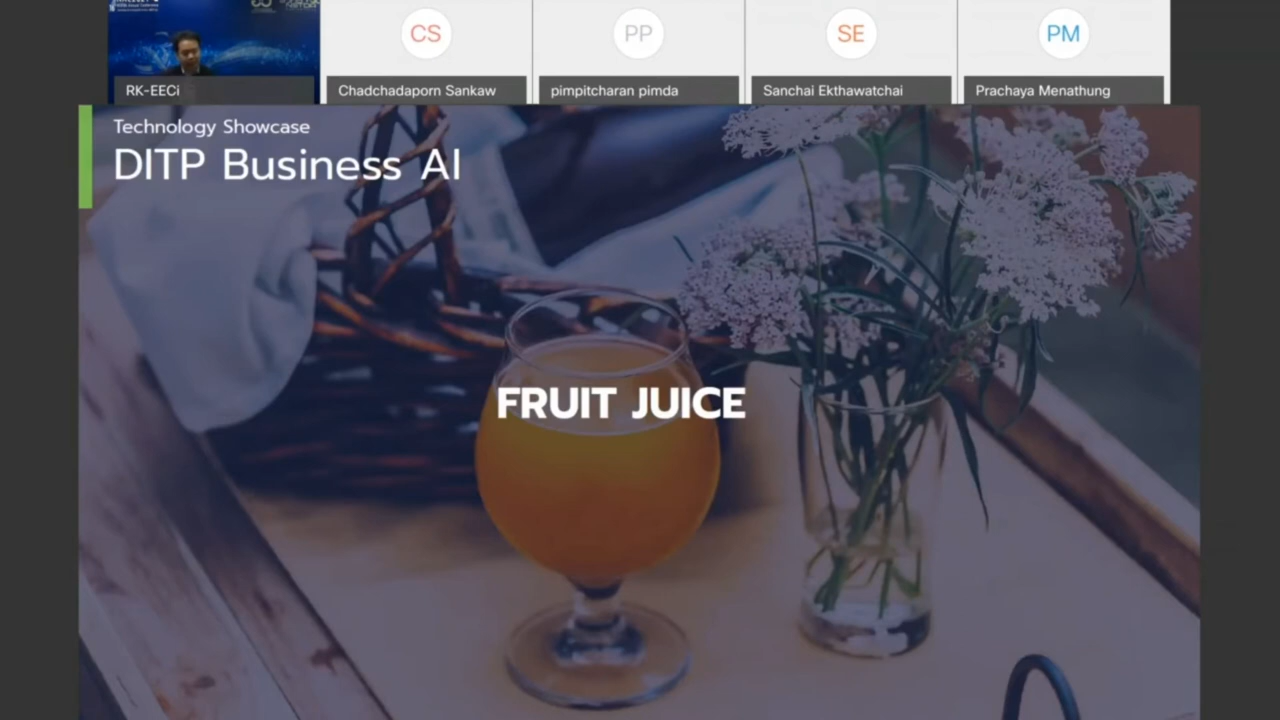 CS
PP
SE
PM
RK-EECi
Chadchadaporn Sankaw
pimpitcharan pimda
Sanchai Ekthawatchai
Prachaya Menathung
Technology Showcase
DITP Business AI
FRUIT JUICE